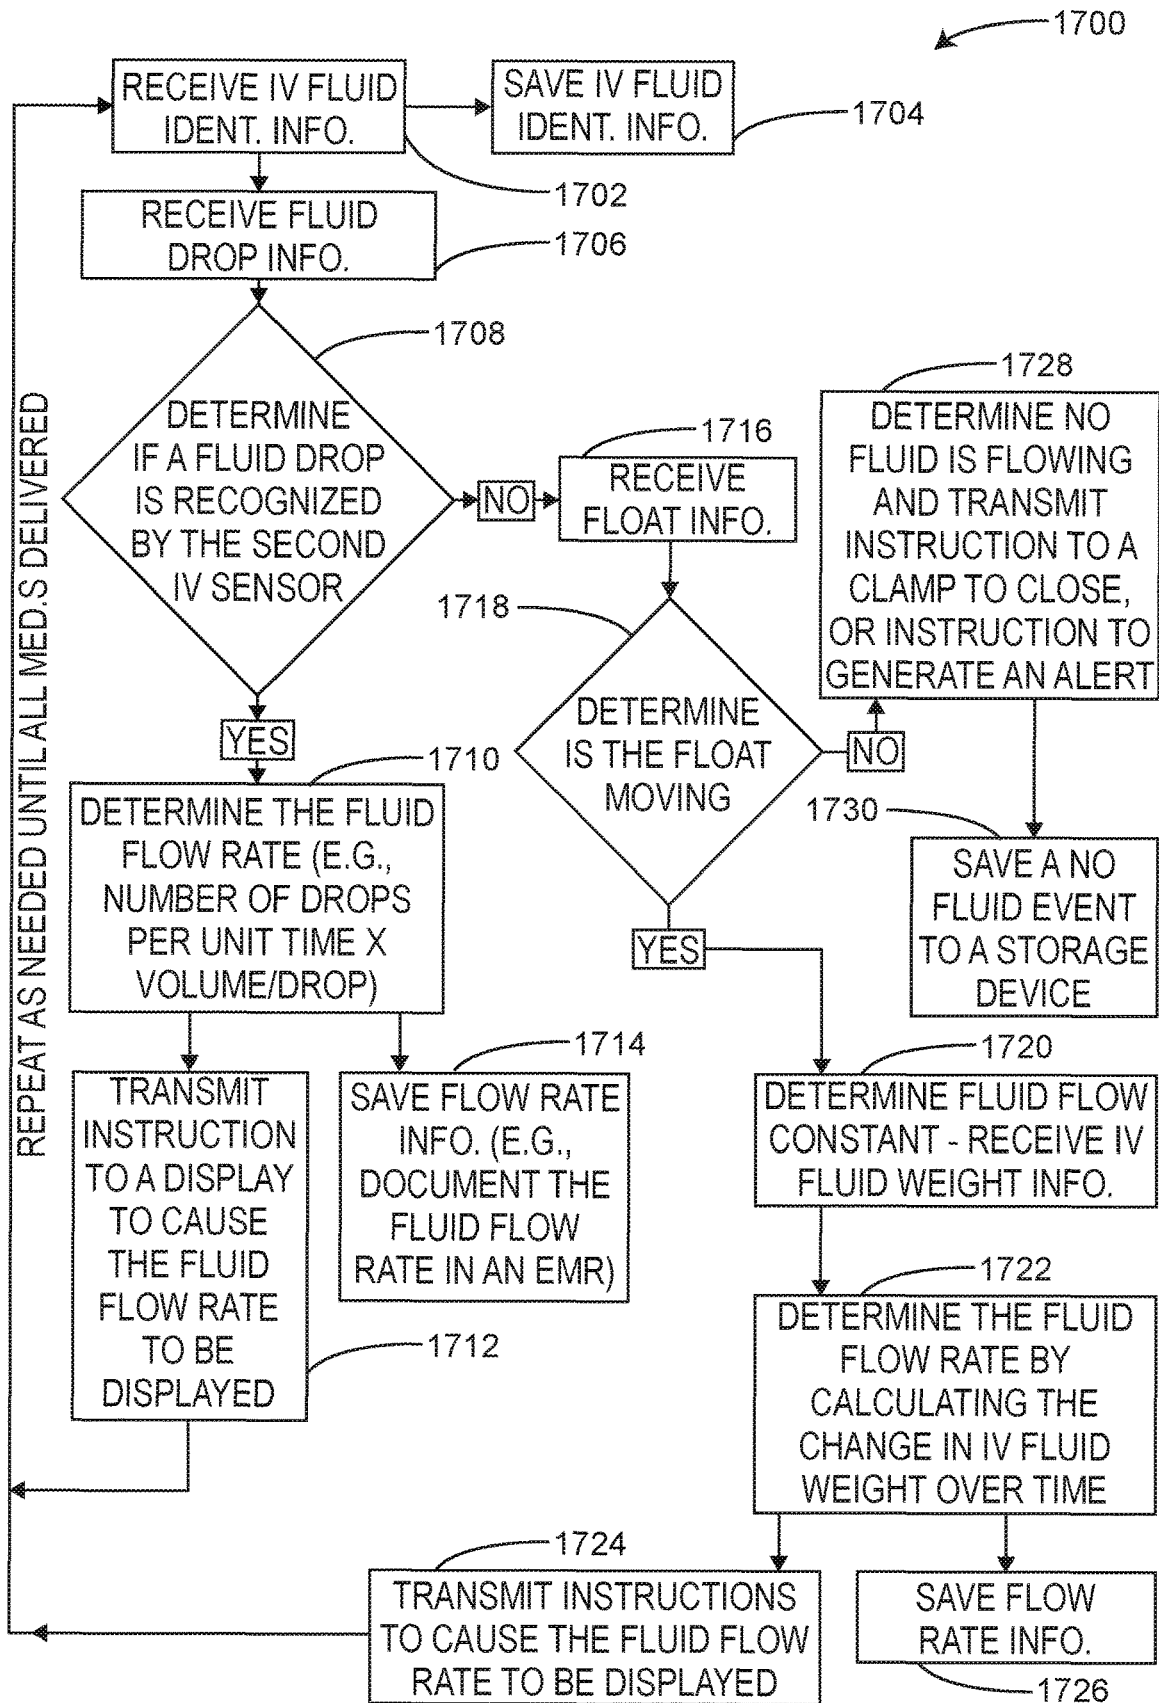 1700
RECEIVE IV FLUID
IDENT. INFO.
SAVE IV FLUID
IDENT. INFO.
1704
1702
RECEIVE FLUID
DROP INFO.
1706
1708
DETERMINE
IF A FLUID DROP
IS RECOGNIZED
BY THE SECOND
IV SENSOR
NO
1716
RECEIVE
FLOAT INFO.
1728
DETERMINE NO
FLUID IS FLOWING
AND TRANSMIT
INSTRUCTION TO A
CLAMP TO CLOSE,
OR INSTRUCTION TO
GENERATE AN ALERT
1718
DETERMINE
IS THE FLOAT
MOVING
NO
YES
1710
DETERMINE THE FLUID
FLOW RATE (E.G.,
NUMBER OF DROPS
PER UNIT TIME X
VOLUME/DROP)
1730
SAVE A NO
FLUID EVENT
TO A STORAGE
DEVICE
YES
REPEAT AS NEEDED UNTIL ALL MED.S DELIVERED
TRANSMIT
INSTRUCTION
TO A DISPLAY
TO CAUSE
THE FLUID
FLOW RATE
TO BE
DISPLAYED
1712
1714
SAVE FLOW RATE
INFO. (E.G.,
DOCUMENT THE
FLUID FLOW
RATE IN AN EMR)
1720
DETERMINE FLUID FLOW
CONSTANT - RECEIVE IV
FLUID WEIGHT INFO.
1722
DETERMINE THE FLUID
FLOW RATE BY
CALCULATING THE
CHANGE IN IV FLUID
WEIGHT OVER TIME
1724
TRANSMIT INSTRUCTIONS
TO CAUSE THE FLUID FLOW
RATE TO BE DISPLAYED
SAVE FLOW
RATE INFO.
1726